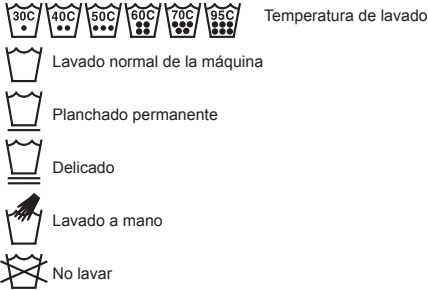 30C 40C 50C 60C 70C 95C Temperatura de lavado
Lavado normal de la máquina
Planchado permanente
Delicado
Lavado a mano
No lavar